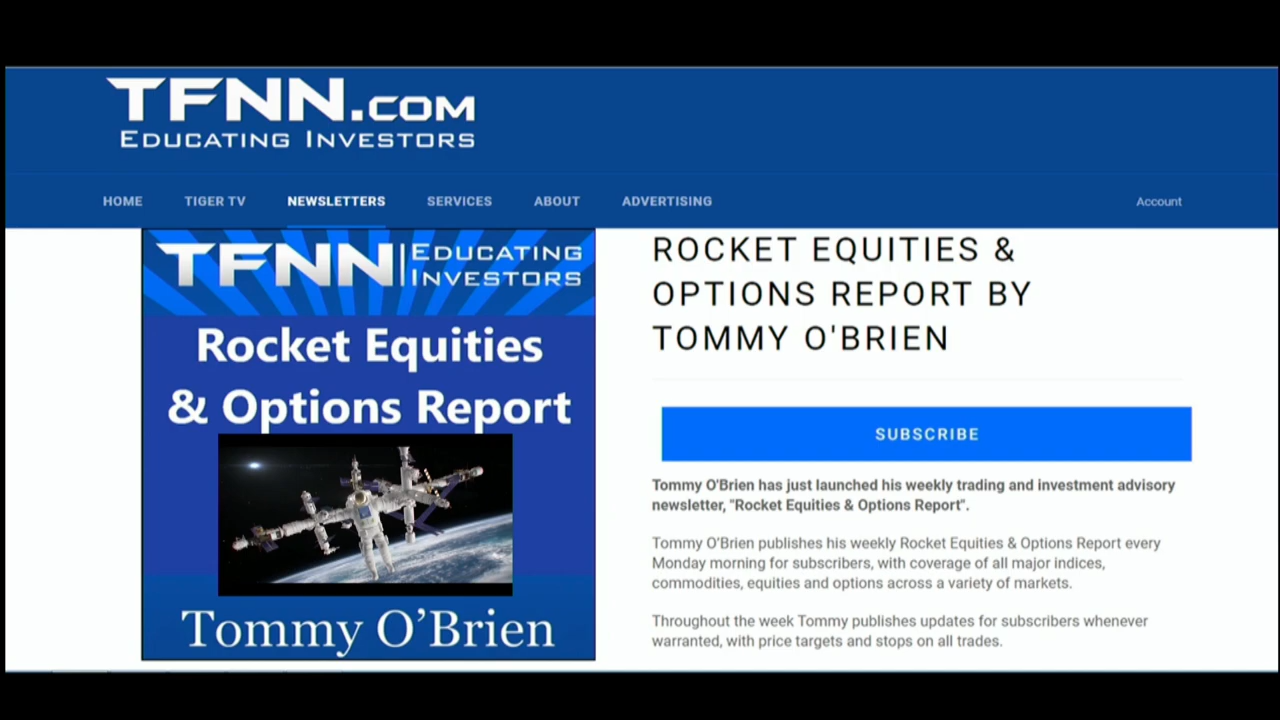 TFNN.COM
EDUCATING INVESTORS
HOME TIGER TV NEWSLETTERS SERVICES ABOUT ADVERTISING Account
TFNN EDUCATING
INVESTORS
Rocket Equities
& Options Report
Tommy O’Brien
ROCKET EQUITIES &
OPTIONS REPORT BY
TOMMY O'BRIEN
SUBSCRIBE
Tommy O'Brien has just launched his weekly trading and investment advisory
newsletter, "Rocket Equities & Options Report".
Tommy O'Brien publishes his weekly Rocket Equities & Options Report every
Monday morning for subscribers, with coverage of all major indices,
commodities, equities and options across a variety of markets.
Throughout the week Tommy publishes updates for subscribers whenever
warranted, with price targets and stops on all trades.